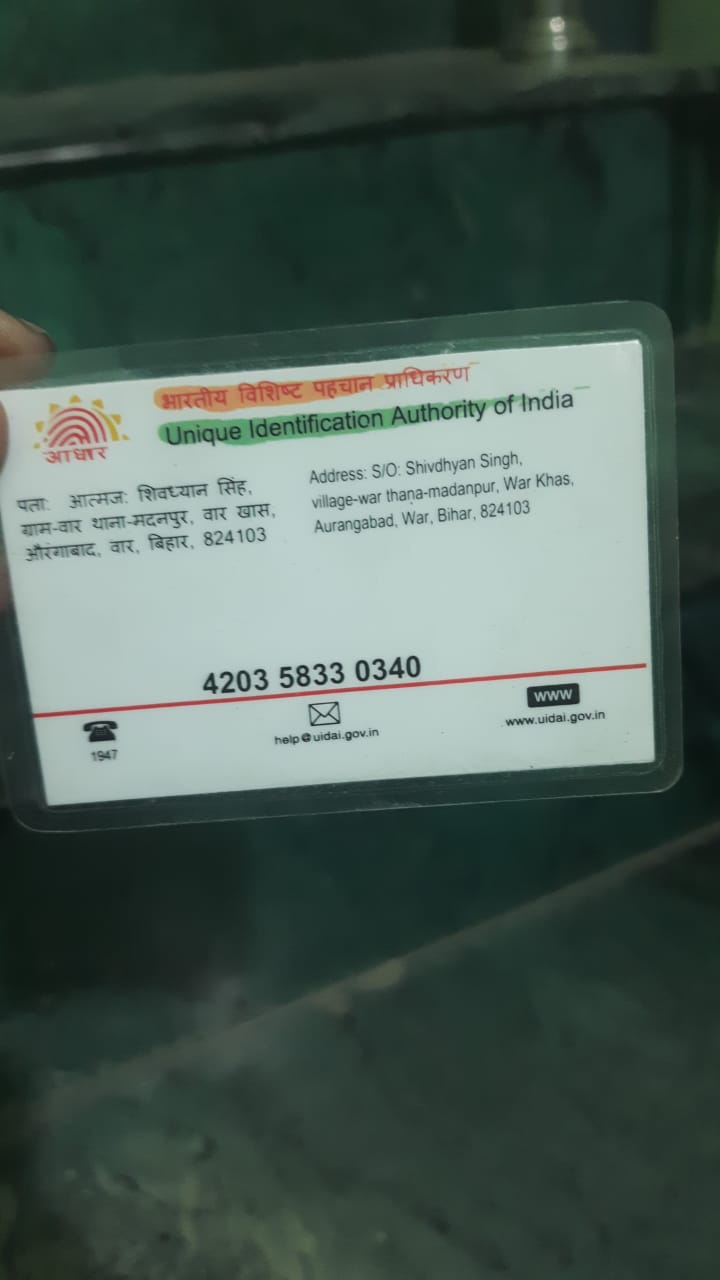 भारतीय विशिष्ट पहचान प्राधिकरण
Unique Identification Authority of India
आधार
पता: आत्मज: शिवध्यान सिंह,
ग्राम-वार थाना-मदनपुर, वार खास,
औरंगाबाद, वार, बिहार, 824103
Address: S/O: Shivdhyan Singh,
village-war thana-madanpur, War Khas,
Aurangabad, War, Bihar, 824103
4203 5833 0340
1947
help@uidai.gov.in
www
www.uidai.gov.in